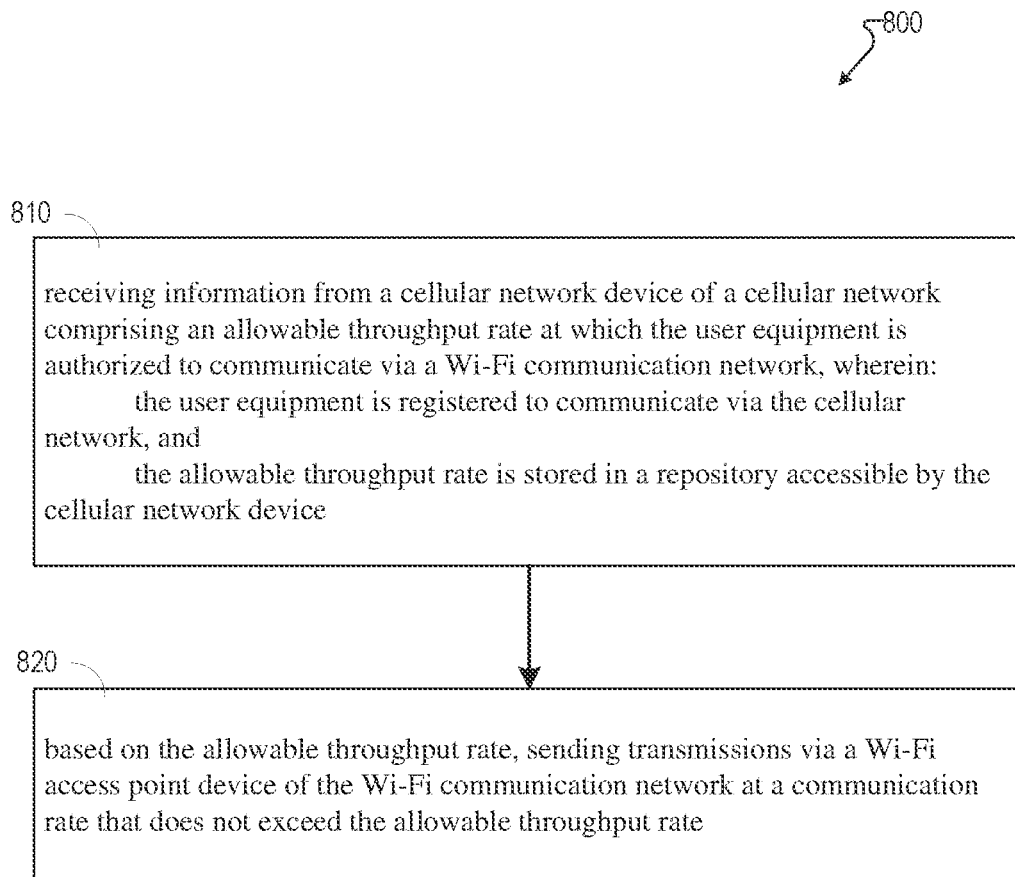 800
810
receiving information from a cellular network device of a cellular network
comprising an allowable throughput rate at which the user equipment is
authorized to communicate via a Wi-Fi communication network, wherein:
the user equipment is registered to communicate via the cellular
network, and
the allowable throughput rate is stored in a repository accessible by the
cellular network device
820
based on the allowable throughput rate, sending transmissions via a Wi-Fi
access point device of the Wi-Fi communication network at a communication
rate that does not exceed the allowable throughput rate